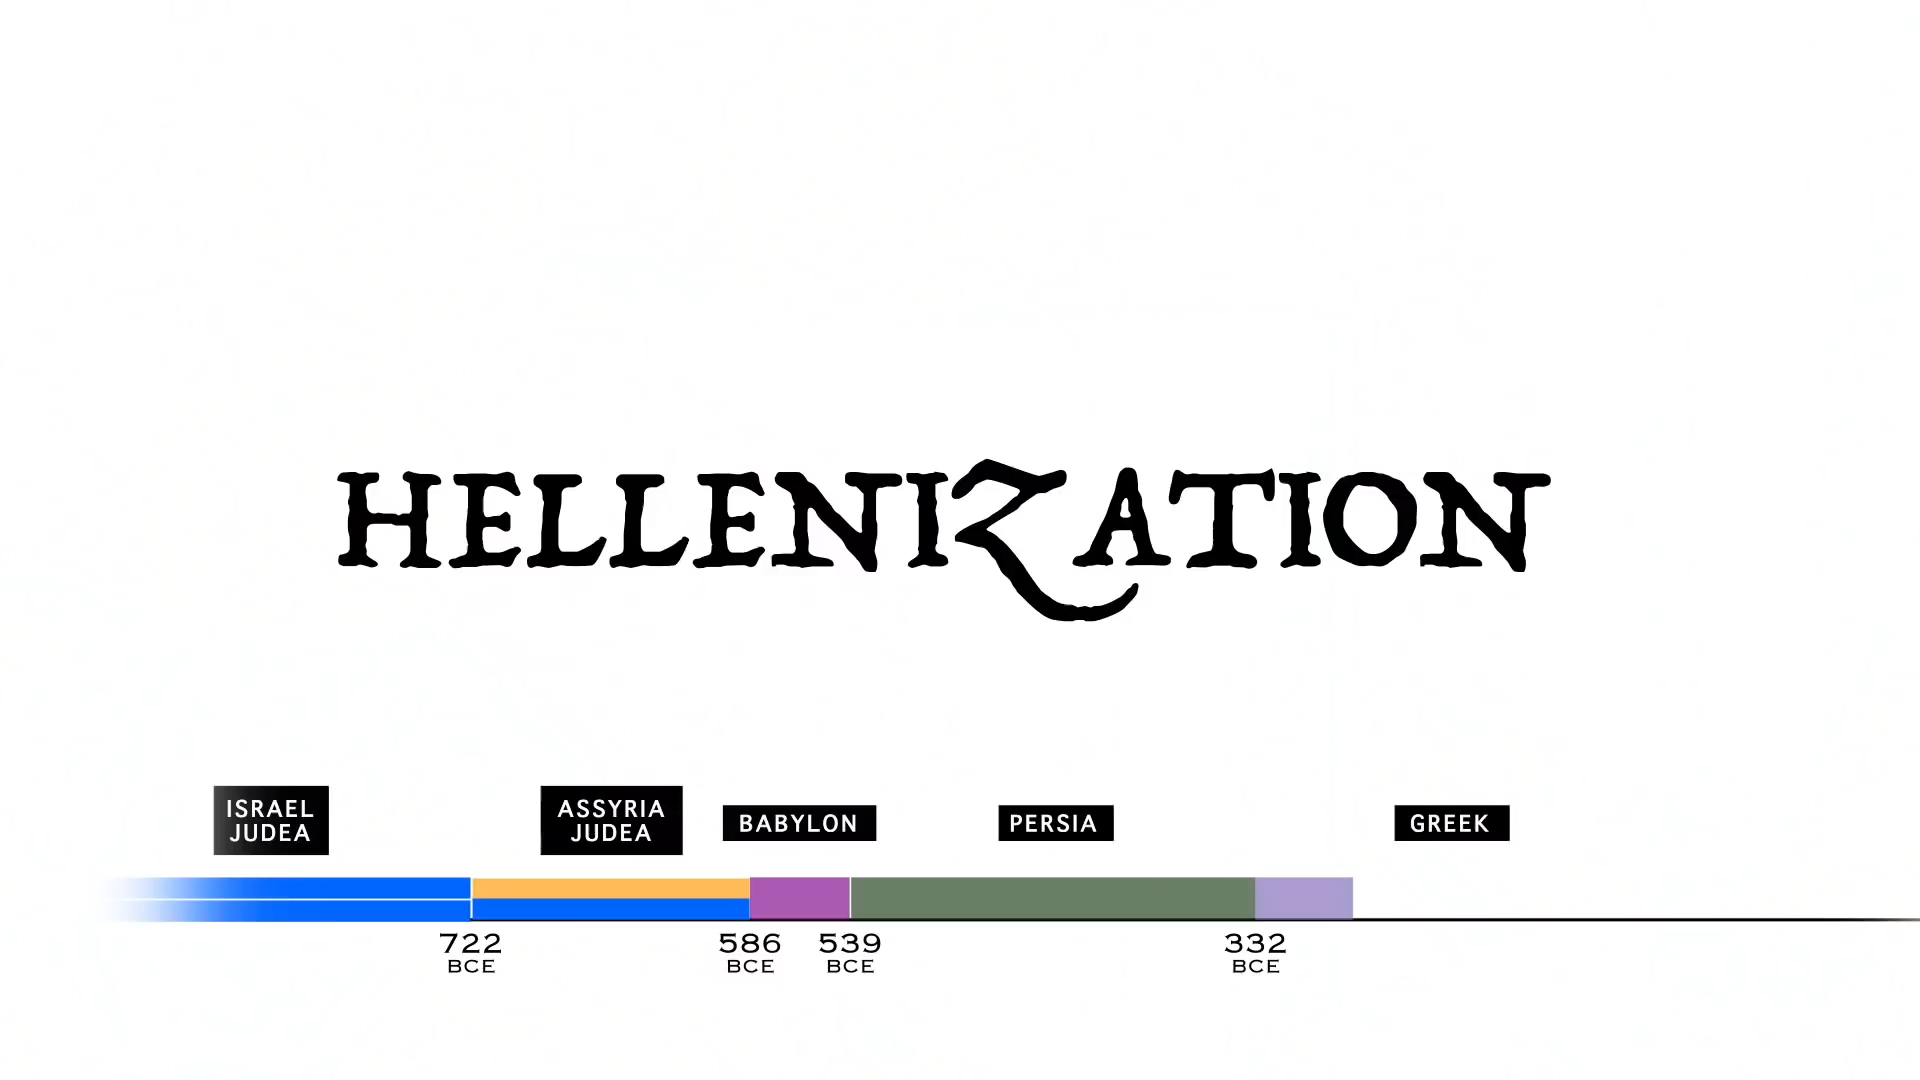 HELLENIZATION
ISRAEL
JUDEA
ASSYRIA
JUDEA
BABYLON
PERSIA
GREEK
722
BCE
586
BCE
539
BCE
332
BCE